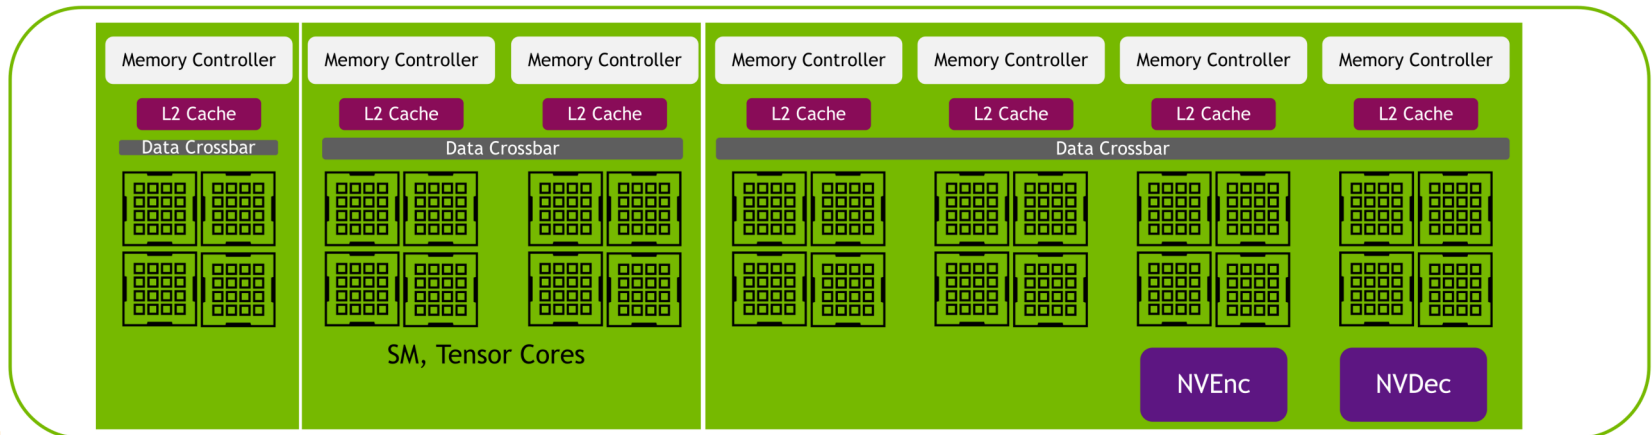 Memory Controller
Memory Controller
Memory Controller
Memory Controller
Memory Controller
Memory Controller
Memory Controller
L2 Cache
L2 Cache
L2 Cache
L2 Cache
L2 Cache
L2 Cache
L2 Cache
Data Crossbar
Data Crossbar
Data Crossbar
SM, Tensor Cores
NVEnc
NVDec